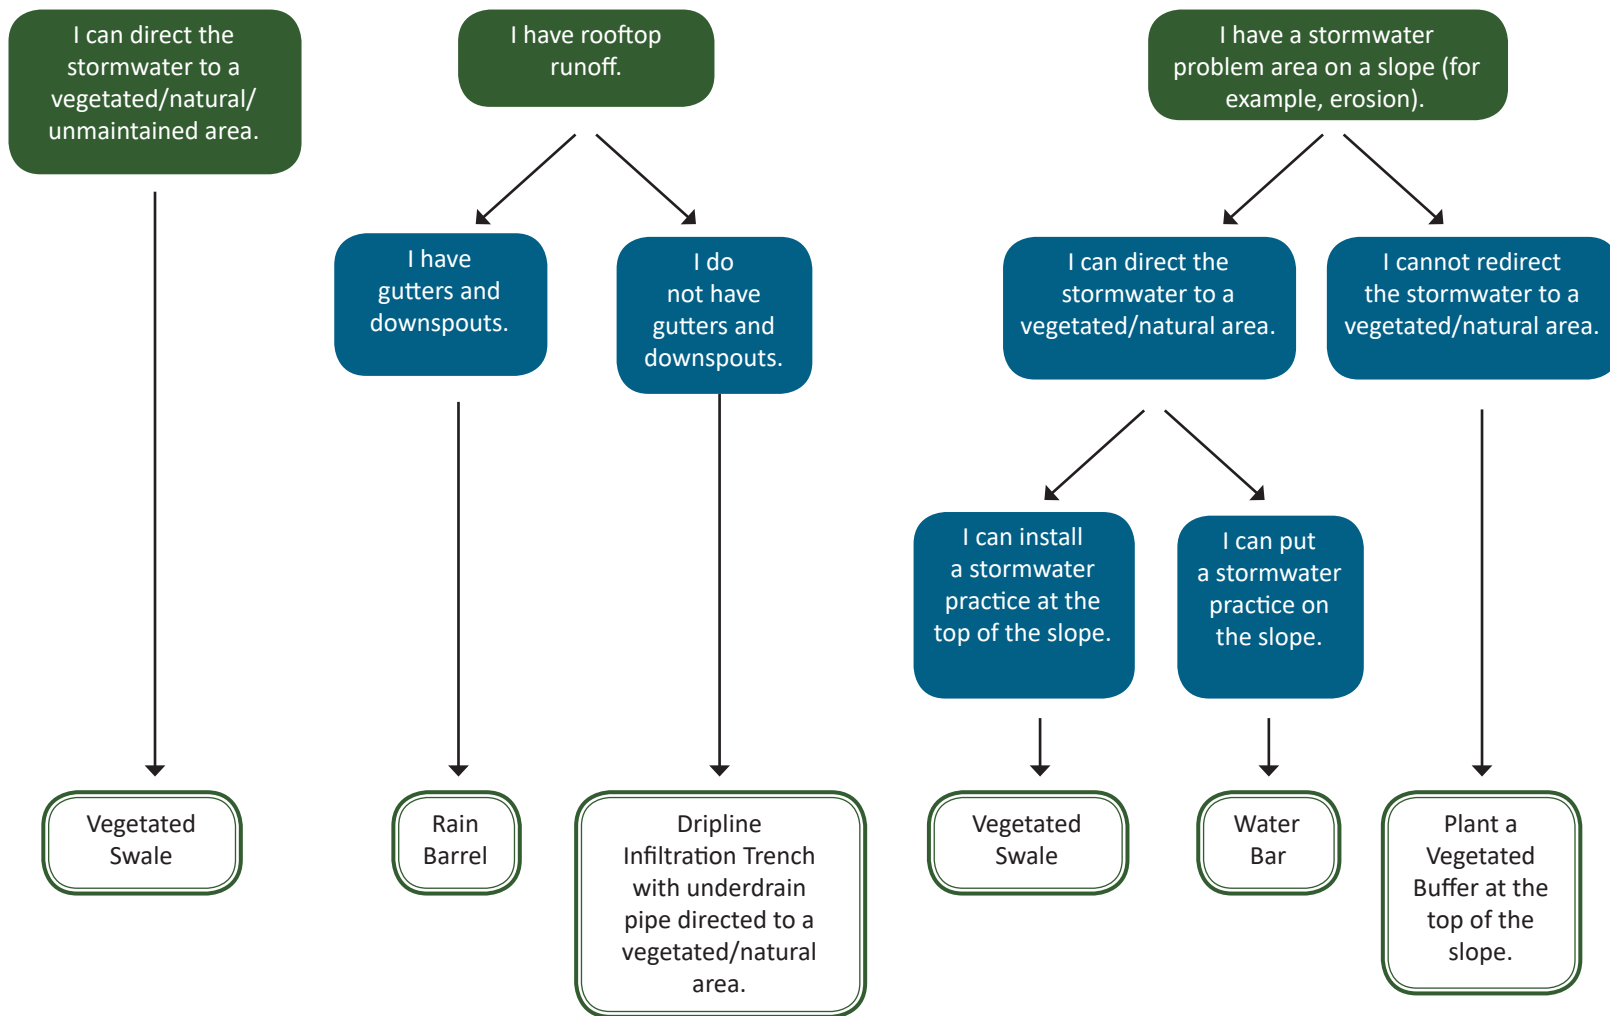 I can direct the
stormwater to a
vegetated/natural/
unmaintained area.
I have rooftop
runoff.
I have a stormwater
problem area on a slope (for
example, erosion).
I have
gutters and
downspouts.
I do
not have
gutters and
downspouts.
I can direct the
stormwater to a
vegetated/natural area.
I cannot redirect
the stormwater to a
vegetated/natural area.
I can install
a stormwater
practice at the
top of the slope.
I can put
a stormwater
practice on
the slope.
Vegetated
Swale
Rain
Barrel
Dripline
Infiltration Trench
with underdrain
pipe directed to a
vegetated/natural
area.
Vegetated
Swale
Water
Bar
Plant a
Vegetated
Buffer at the
top of the
slope.